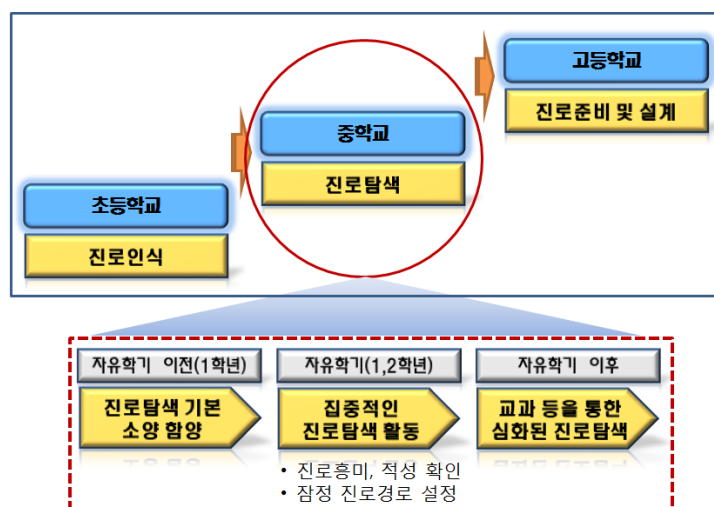 고등학교
진로준비 및 설계
중학교
진로탐색
초등학교
진로인식
자유학기 이전(1학년)
진로탐색 기본
소양 함양
자유학기(1,2학년)
집중적인
진로탐색 활동
• 진로흥미, 적성 확인
• 잠정 진로경로 설정
자유학기 이후
교과 등을 통한
심화된 진로탐색